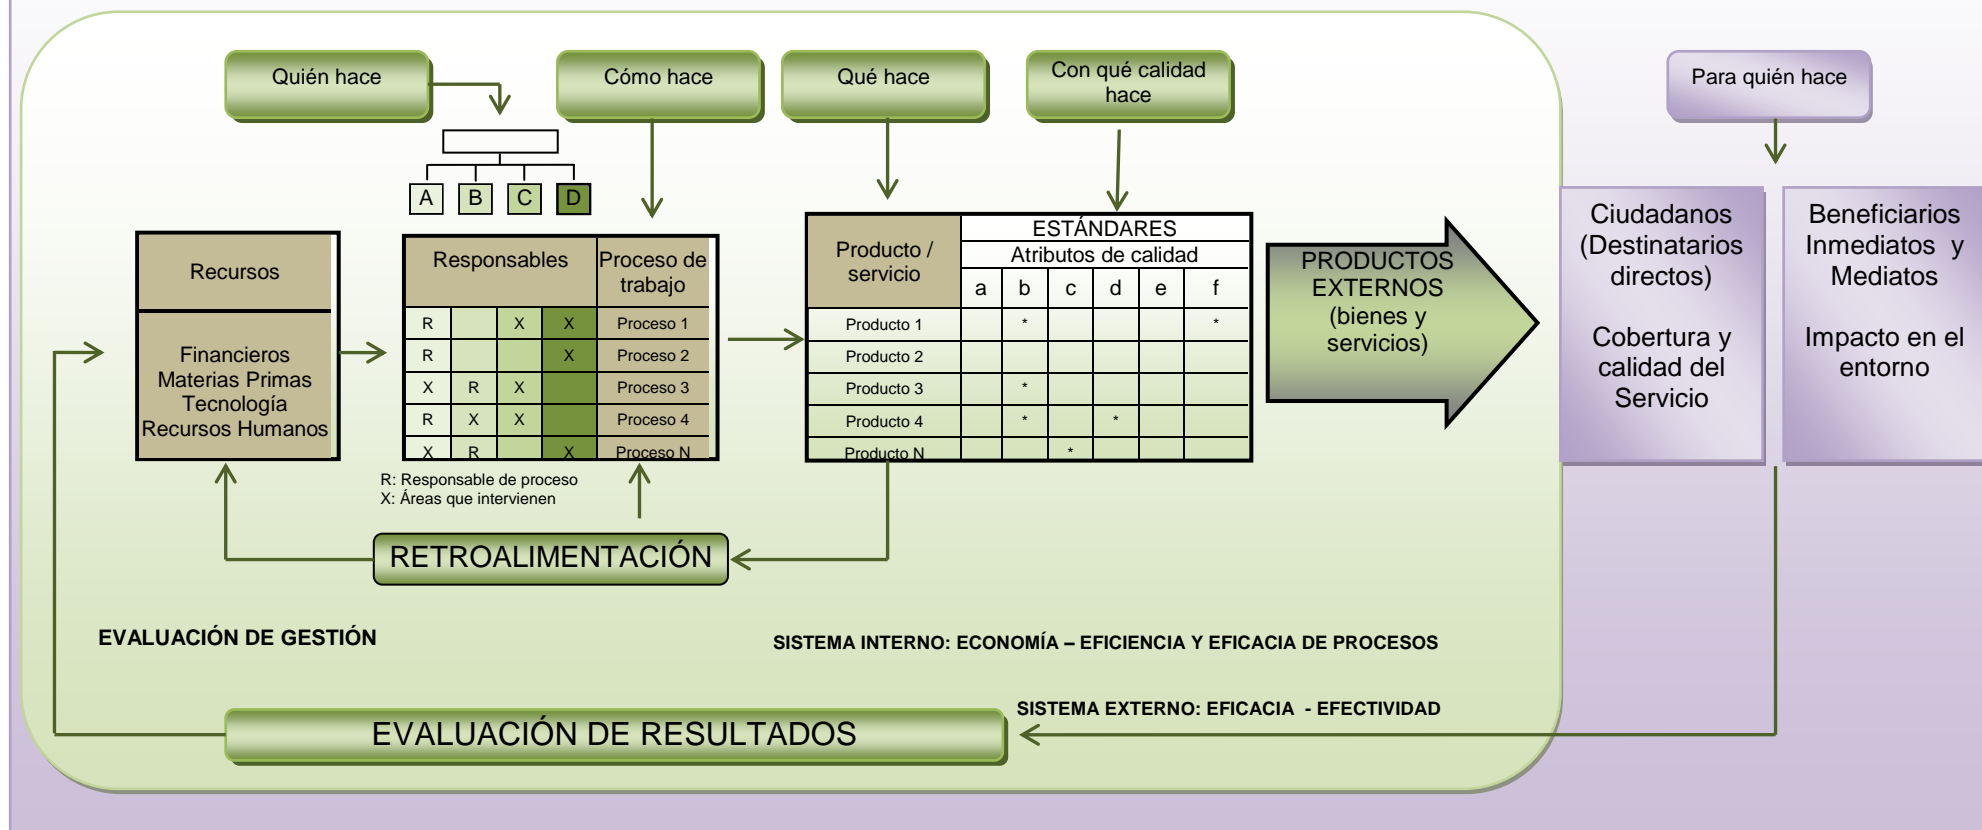 Quién hace
Cómo hace
Qué hace
Con qué calidad
hace
Para quién hace
A B C D
Recursos
Financieros
Materias Primas
Tecnología
Recursos Humanos
Responsables
Proceso de
trabajo
R X X Proceso 1
R X Proceso 2
X R X Proceso 3
R X X Proceso 4
X R X Proceso N
R: Responsable de proceso
X: Áreas que intervienen
Producto /
servicio
ESTÁNDARES
Atributos de calidad
a b c d e f
Producto 1 * *
Producto 2
Producto 3 *
Producto 4 * *
Producto N *
PRODUCTOS
EXTERNOS
(bienes y
servicios)
Ciudadanos
(Destinatarios
directos)
Cobertura y
calidad del
Servicio
Beneficiarios
Inmediatos y
Mediatos
Impacto en el
entorno
RETROALIMENTACIÓN
EVALUACIÓN DE GESTIÓN
SISTEMA INTERNO: ECONOMÍA – EFICIENCIA Y EFICACIA DE PROCESOS
SISTEMA EXTERNO: EFICACIA - EFECTIVIDAD
EVALUACIÓN DE RESULTADOS